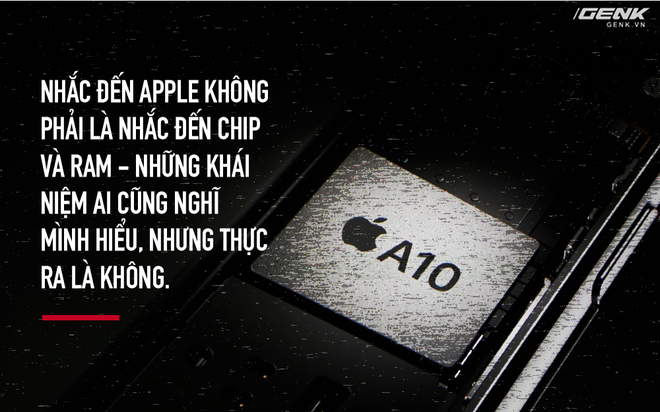 GENK
GENK.VN
NHẮC ĐẾN APPLE KHÔNG
PHẢI LÀ NHẮC ĐẾN CHIP
VÀ RAM - NHỮNG KHÁI
NIỆM AI CŨNG NGHĨ
MÌNH HIỂU, NHƯNG THỰC
RA LÀ KHÔNG.
A10